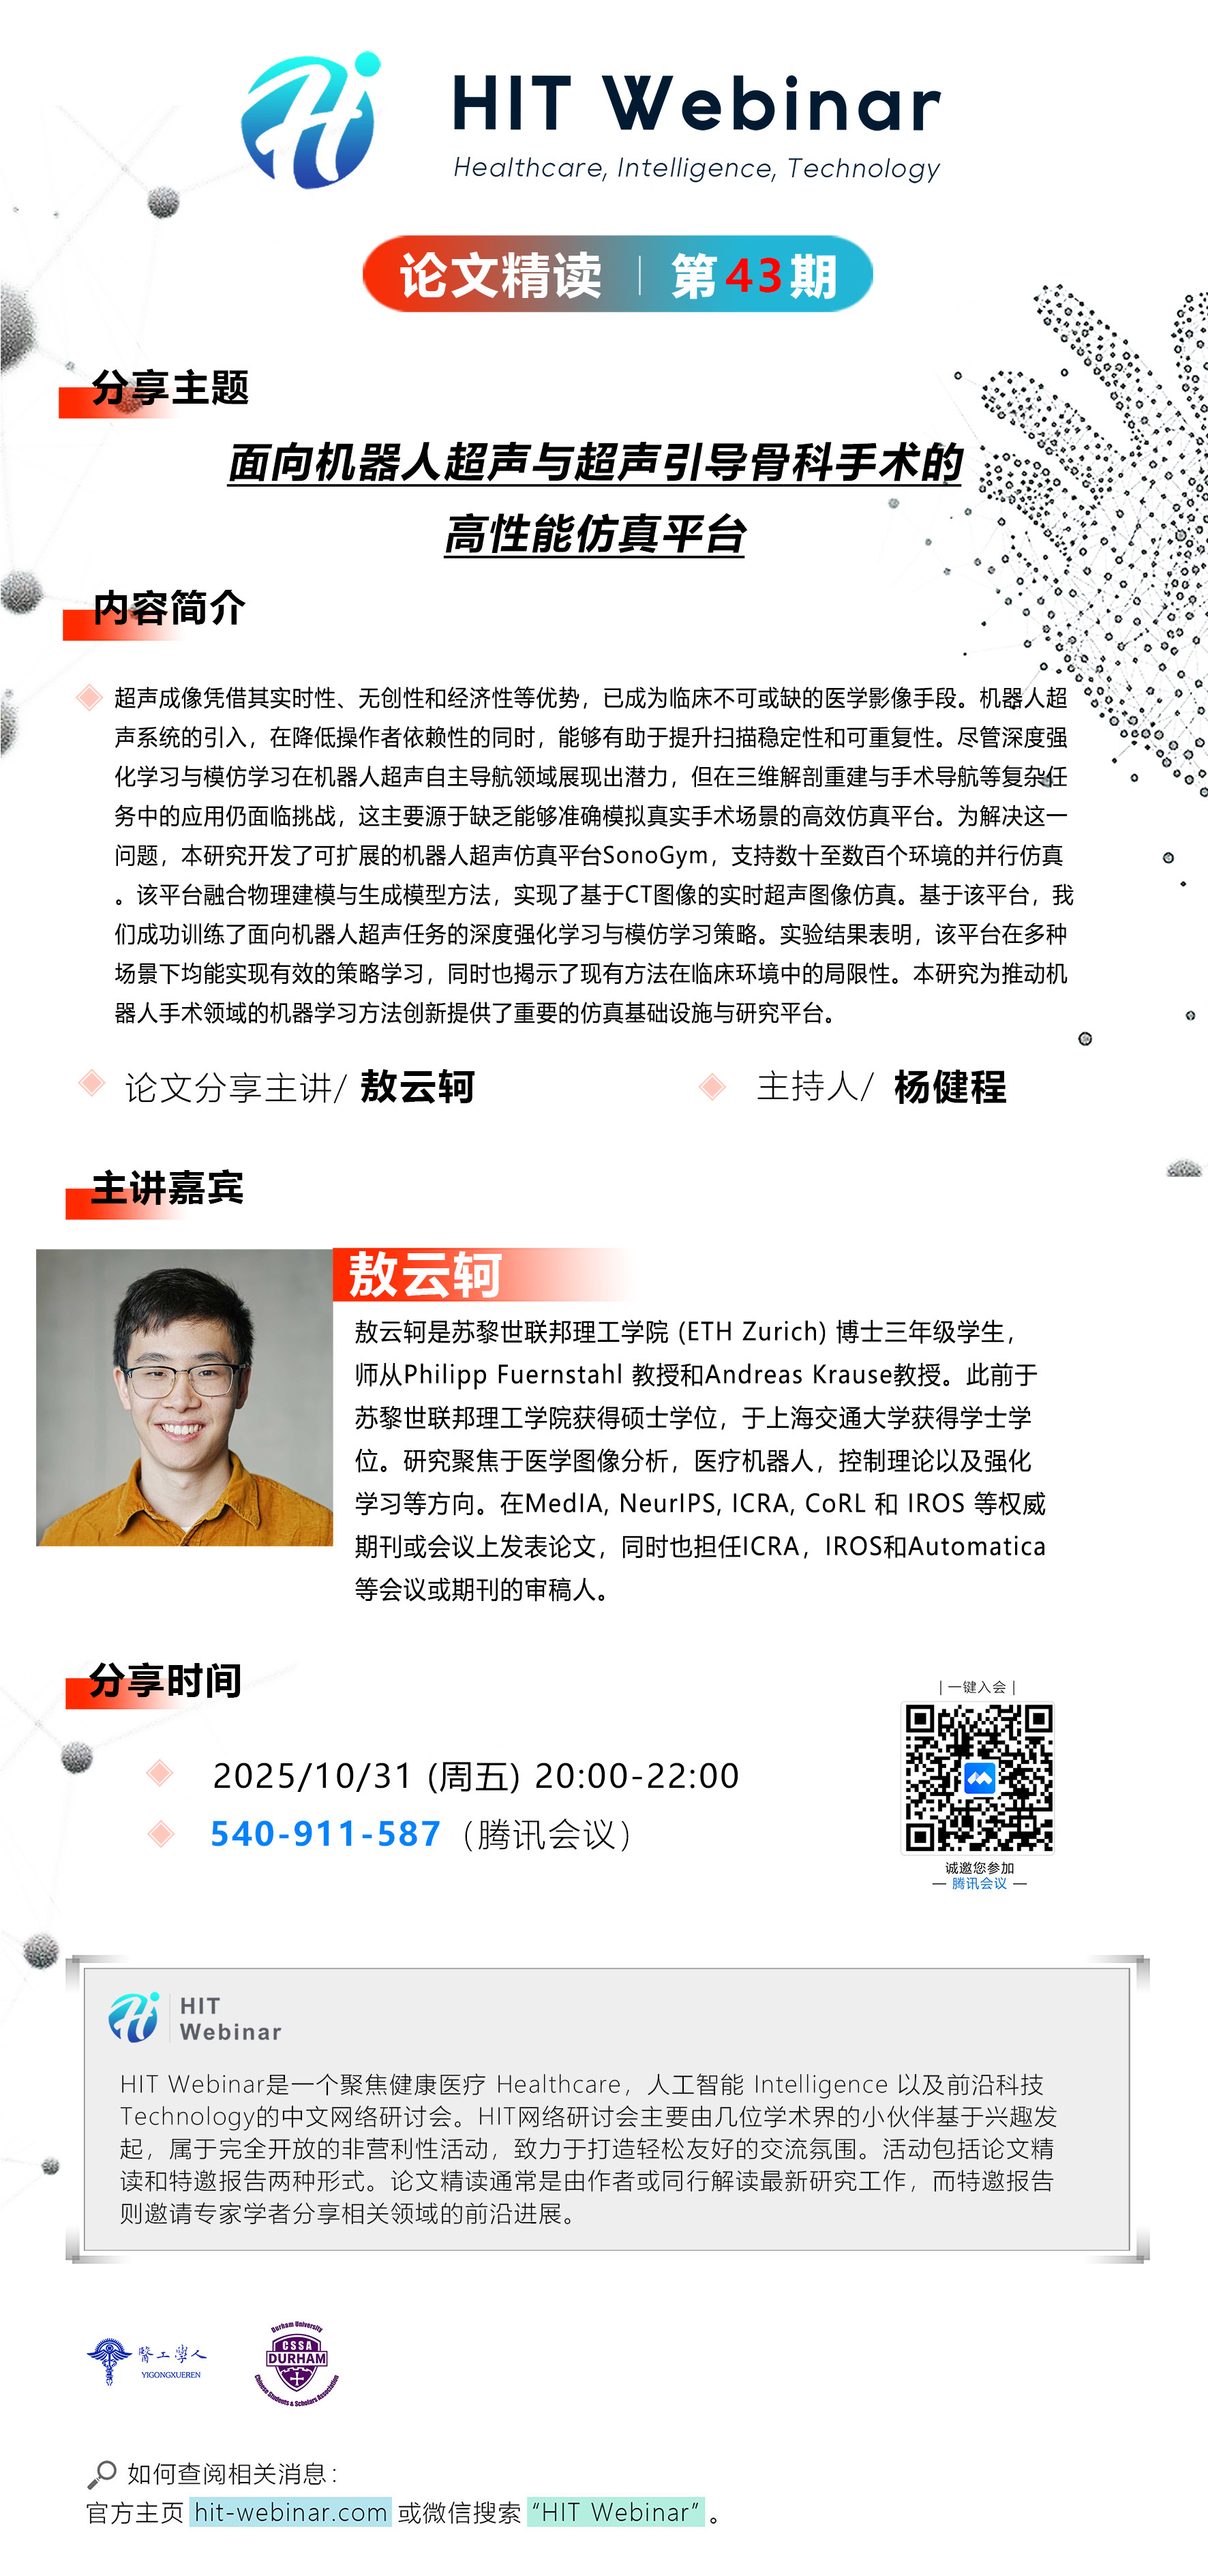 HIT Webinar
Healthcare, Intelligence, Technology
论文精读 | 第43期
分享主题
面向机器人超声与超声引导骨科手术的
高性能仿真平台
内容简介
超声成像凭借其实时性、无创性和经济性等优势，已成为临床不可或缺的医学影像手段。机器人超
声系统的引入，在降低操作者依赖性的同时，能够有助于提升扫描稳定性和可重复性。尽管深度强
化学习与模仿学习在机器人超声自主导航领域展现出潜力，但在三维解剖重建与手术导航等复杂任
务中的应用仍面临挑战，这主要源于缺乏能够准确模拟真实手术场景的高效仿真平台。为解决这一
问题，本研究开发了可扩展的机器人超声仿真平台SonoGym，支持数十至数百个环境的并行仿真
。该平台融合物理建模与生成模型方法，实现了基于CT图像的实时超声图像仿真。基于该平台，我
们成功训练了面向机器人超声任务的深度强化学习与模仿学习策略。实验结果表明，该平台在多种
场景下均能实现有效的策略学习，同时也揭示了现有方法在临床环境中的局限性。本研究为推动机
器人手术领域的机器学习方法创新提供了重要的仿真基础设施与研究平台。
论文分享主讲/ 敖云轲
主持人/ 杨健程
主讲嘉宾
敖云轲
敖云轲是苏黎世联邦理工学院 (ETH Zurich) 博士三年级学生，
师从Philipp Fuernstahl 教授和Andreas Krause教授。此前于
苏黎世联邦理工学院获得硕士学位，于上海交通大学获得学士学
位。研究聚焦于医学图像分析，医疗机器人，控制理论以及强化
学习等方向。在MedIA, NeurIPS, ICRA, CoRL 和 IROS 等权威
期刊或会议上发表论文，同时也担任ICRA，IROS和Automatica
等会议或期刊的审稿人。
分享时间
2025/10/31 (周五) 20:00-22:00
540-911-587（腾讯会议）
| 一键入会 |
诚邀您参加
— 腾讯会议 —
HIT
Webinar
HIT Webinar是一个聚焦健康医疗 Healthcare，人工智能 Intelligence 以及前沿科技
Technology的中文网络研讨会。HIT网络研讨会主要由几位学术界的小伙伴基于兴趣发
起，属于完全开放的非营利性活动，致力于打造轻松友好的交流氛围。活动包括论文精
读和特邀报告两种形式。论文精读通常是由作者或同行解读最新研究工作，而特邀报告
则邀请专家学者分享相关领域的前沿进展。
醫工學人
YIGONGXUEREN
Durham University
CSSA
DURHAM
Chinese Students & Scholars Association
如何查阅相关消息：
官方主页 hit-webinar.com 或微信搜索 “HIT Webinar” 。